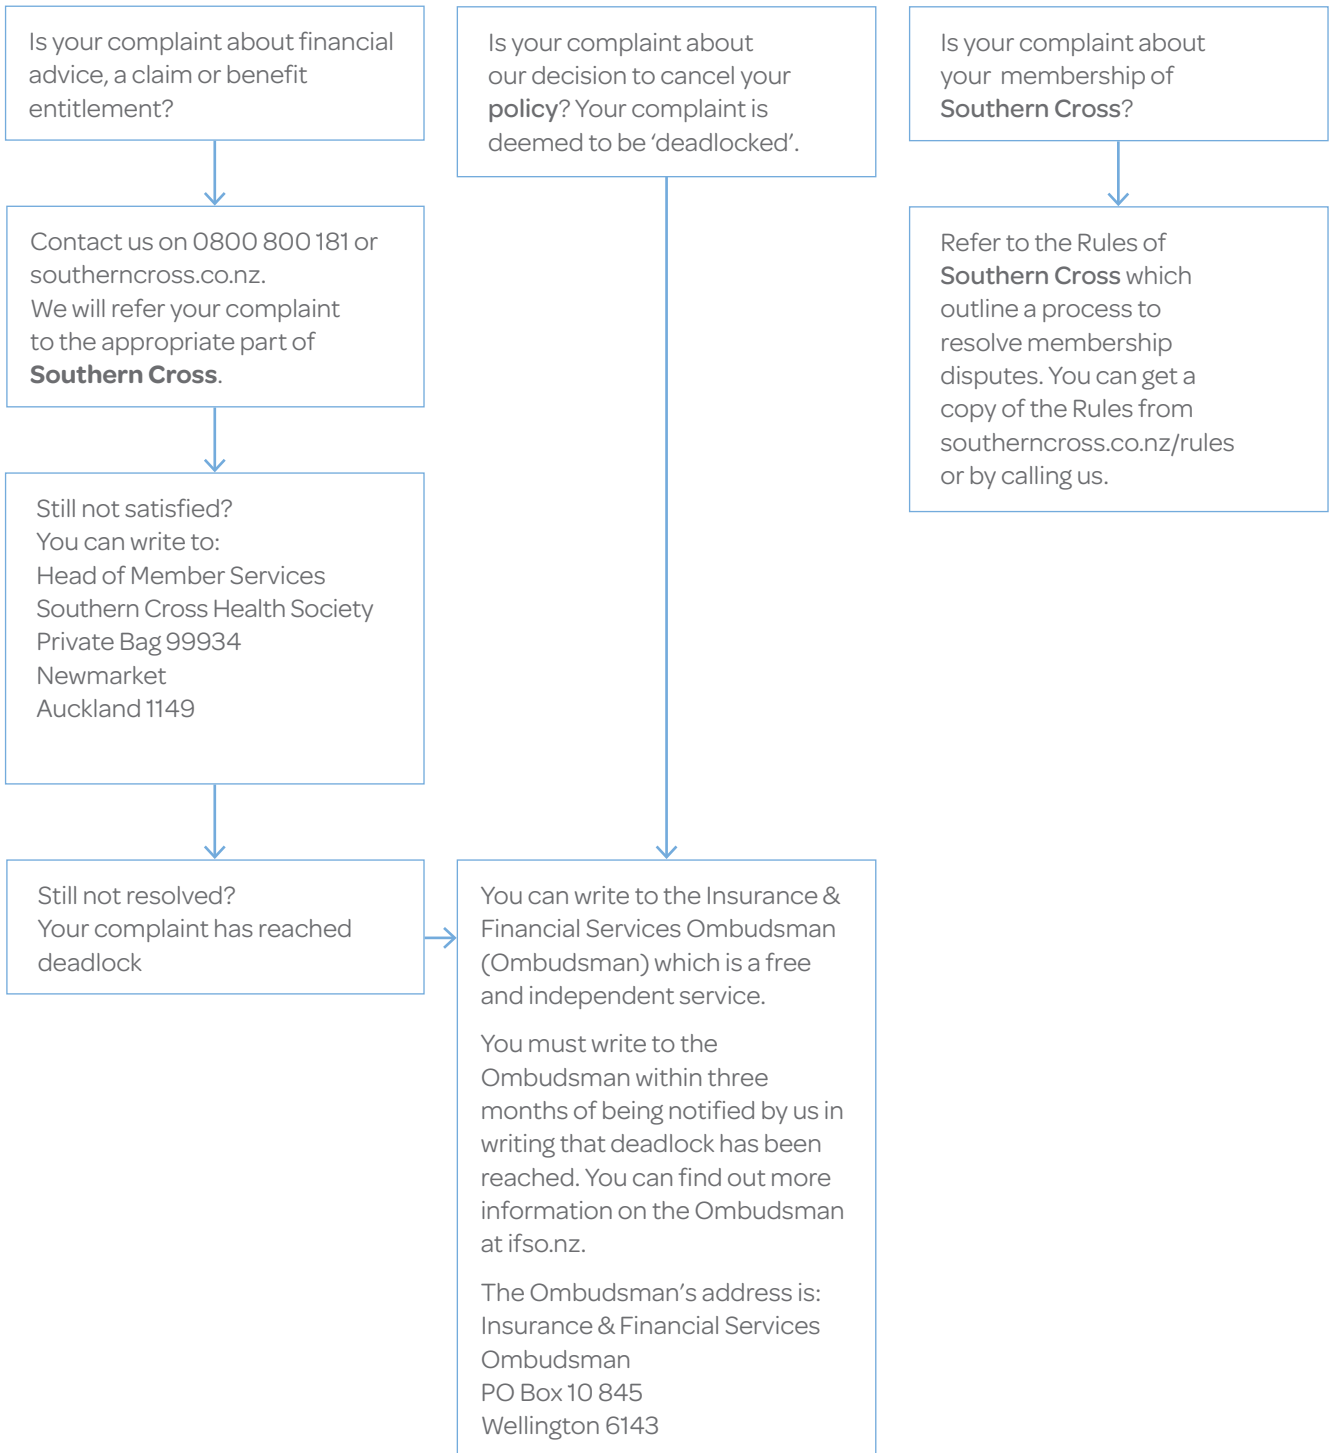 Is your complaint about financial
advice, a claim or benefit
entitlement?
Contact us on 0800 800 181 or
southerncross.co.nz.
We will refer your complaint
to the appropriate part of
Southern Cross.
Still not satisfied?
You can write to:
Head of Member Services
Southern Cross Health Society
Private Bag 99934
Newmarket
Auckland 1149
Still not resolved?
Your complaint has reached
deadlock
Is your complaint about
our decision to cancel your
policy? Your complaint is
deemed to be ‘deadlocked’.
You can write to the Insurance &
Financial Services Ombudsman
(Ombudsman) which is a free
and independent service.
You must write to the
Ombudsman within three
months of being notified by us in
writing that deadlock has been
reached. You can find out more
information on the Ombudsman
at ifso.nz.
The Ombudsman’s address is:
Insurance & Financial Services
Ombudsman
PO Box 10 845
Wellington 6143
Is your complaint about
your membership of
Southern Cross?
Refer to the Rules of
Southern Cross which
outline a process to
resolve membership
disputes. You can get a
copy of the Rules from
southerncross.co.nz/rules
or by calling us.